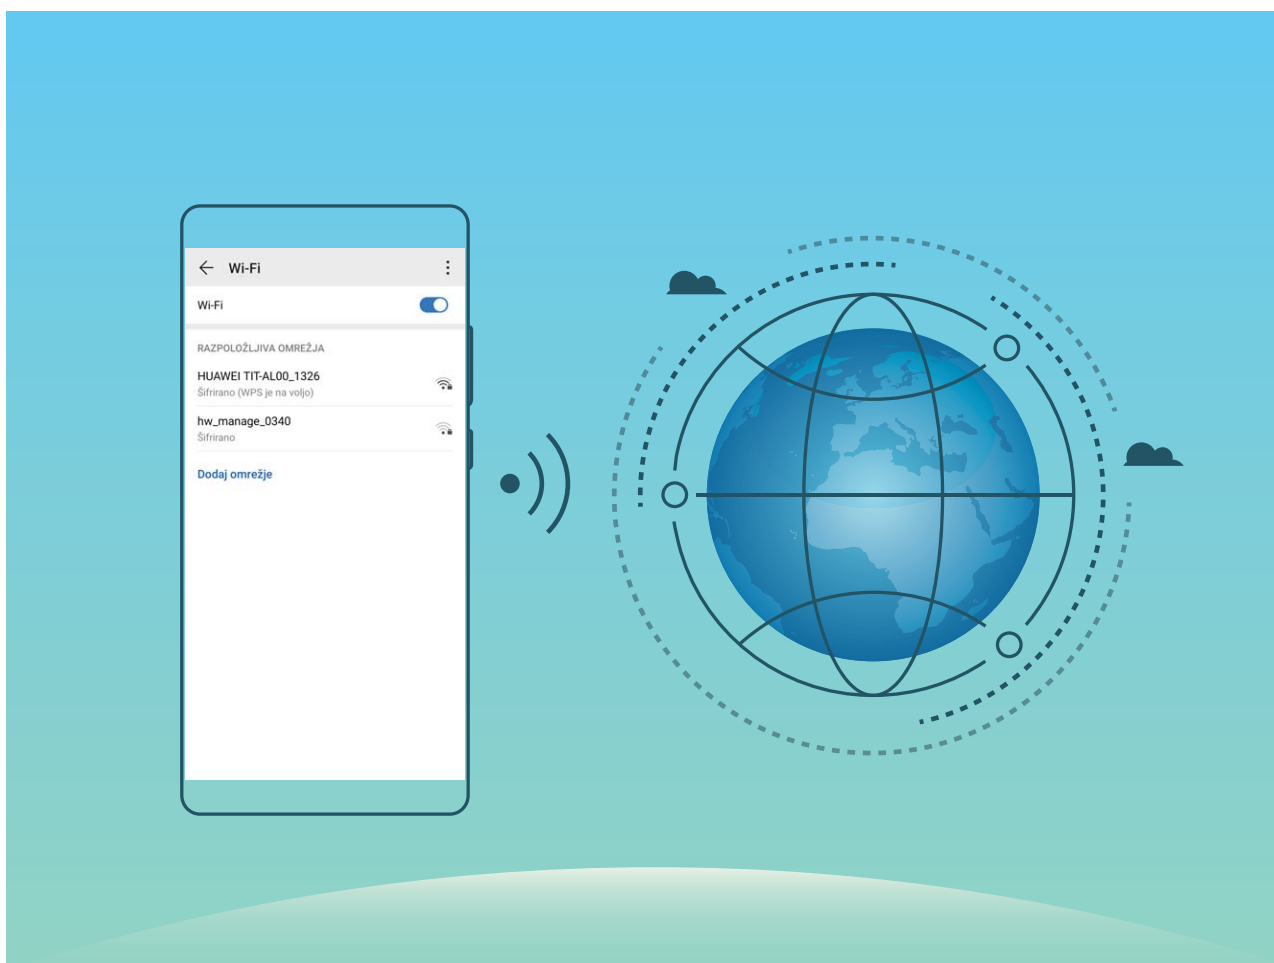 Wi-Fi
Wi-Fi
RAZPOLOŽLJIVA OMREŽJA
HUAWEI TIT-AL00_1326
Šifrirano (WPS je na voljo)
hw_manage_0340
Šifrirano
Dodaj omrežje